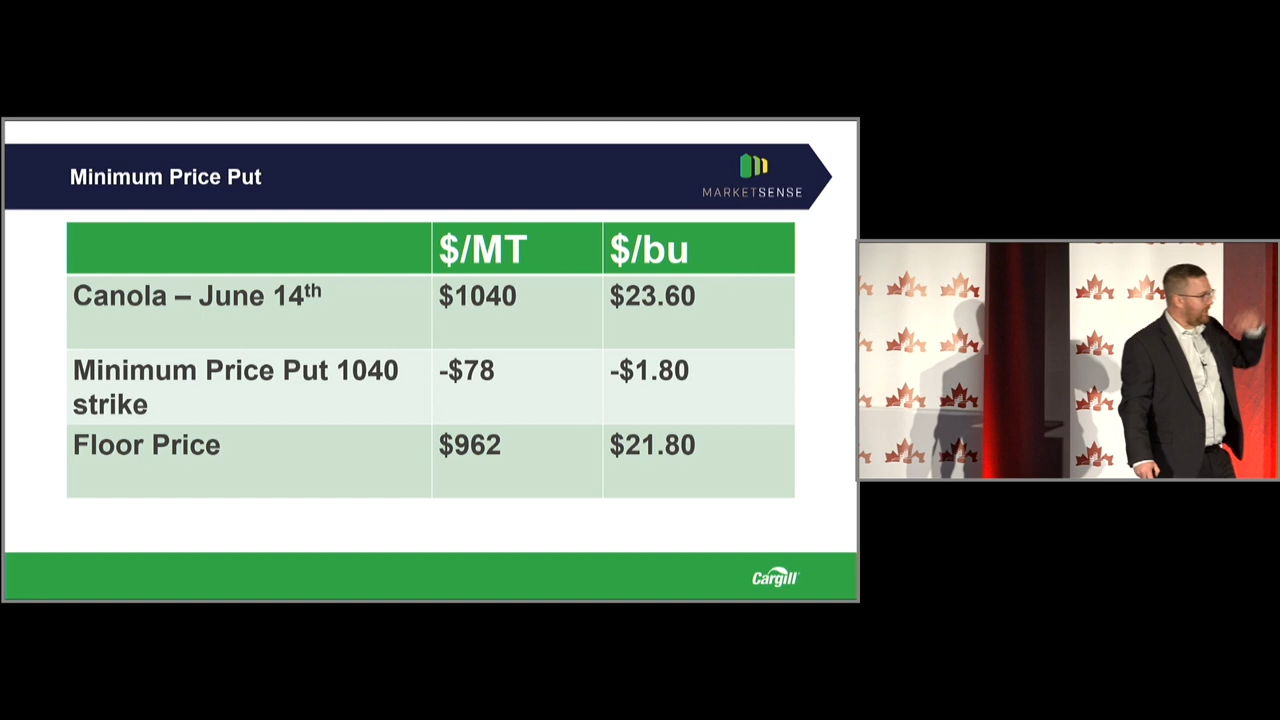 Minimum Price Put
MARKETSENSE
$/MT $/bu
Canola – June 14th $1040 $23.60
Minimum Price Put 1040 strike -$78 -$1.80
Floor Price $962 $21.80
Cargill